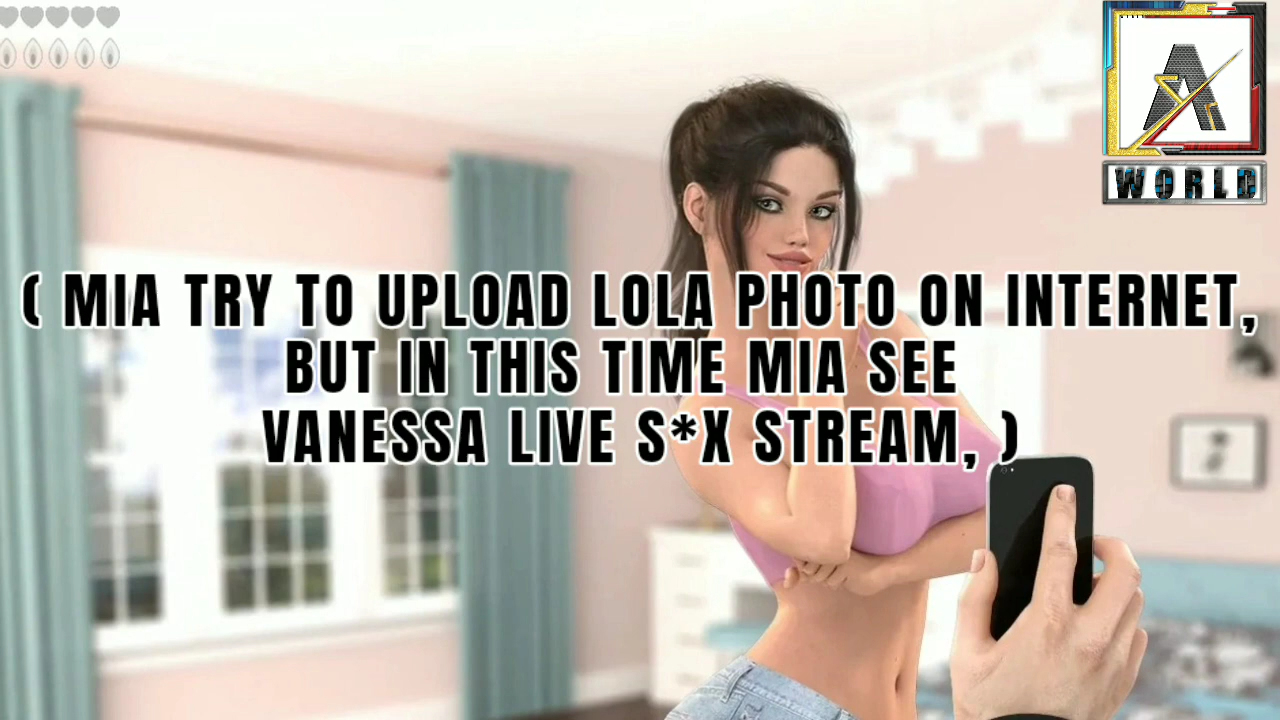 A
WORLD
( MIA TRY TO UPLOAD LOLA PHOTO ON INTERNET,
BUT IN THIS TIME MIA SEE
VANESSA LIVE S*X STREAM, )